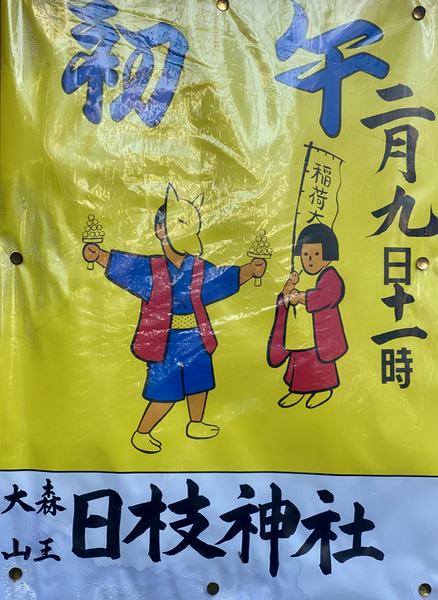 初午
二月九日十一時
稲荷大
大森
山王
日枝神社